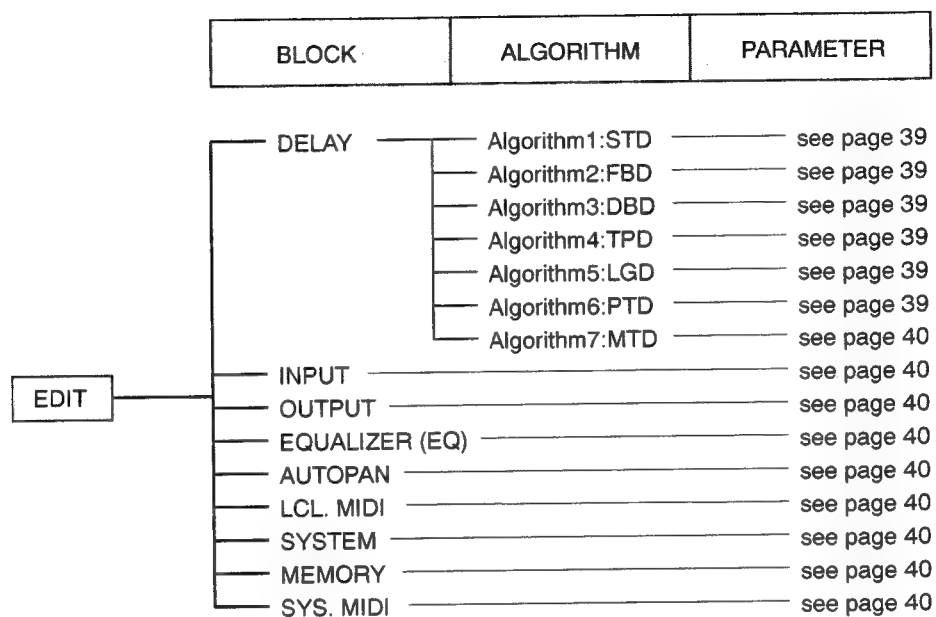 BLOCK ALGORITHM PARAMETER
DELAY Algorithm1:STD see page 39
Algorithm2:FBD see page 39
Algorithm3:DBD see page 39
Algorithm4:TPD see page 39
Algorithm5:LGD see page 39
Algorithm6:PTD see page 39
Algorithm7:MTD see page 40
INPUT see page 40
EDIT
OUTPUT see page 40
EQUALIZER (EQ) see page 40
AUTOPAN see page 40
LCL. MIDI see page 40
SYSTEM see page 40
MEMORY see page 40
SYS. MIDI see page 40